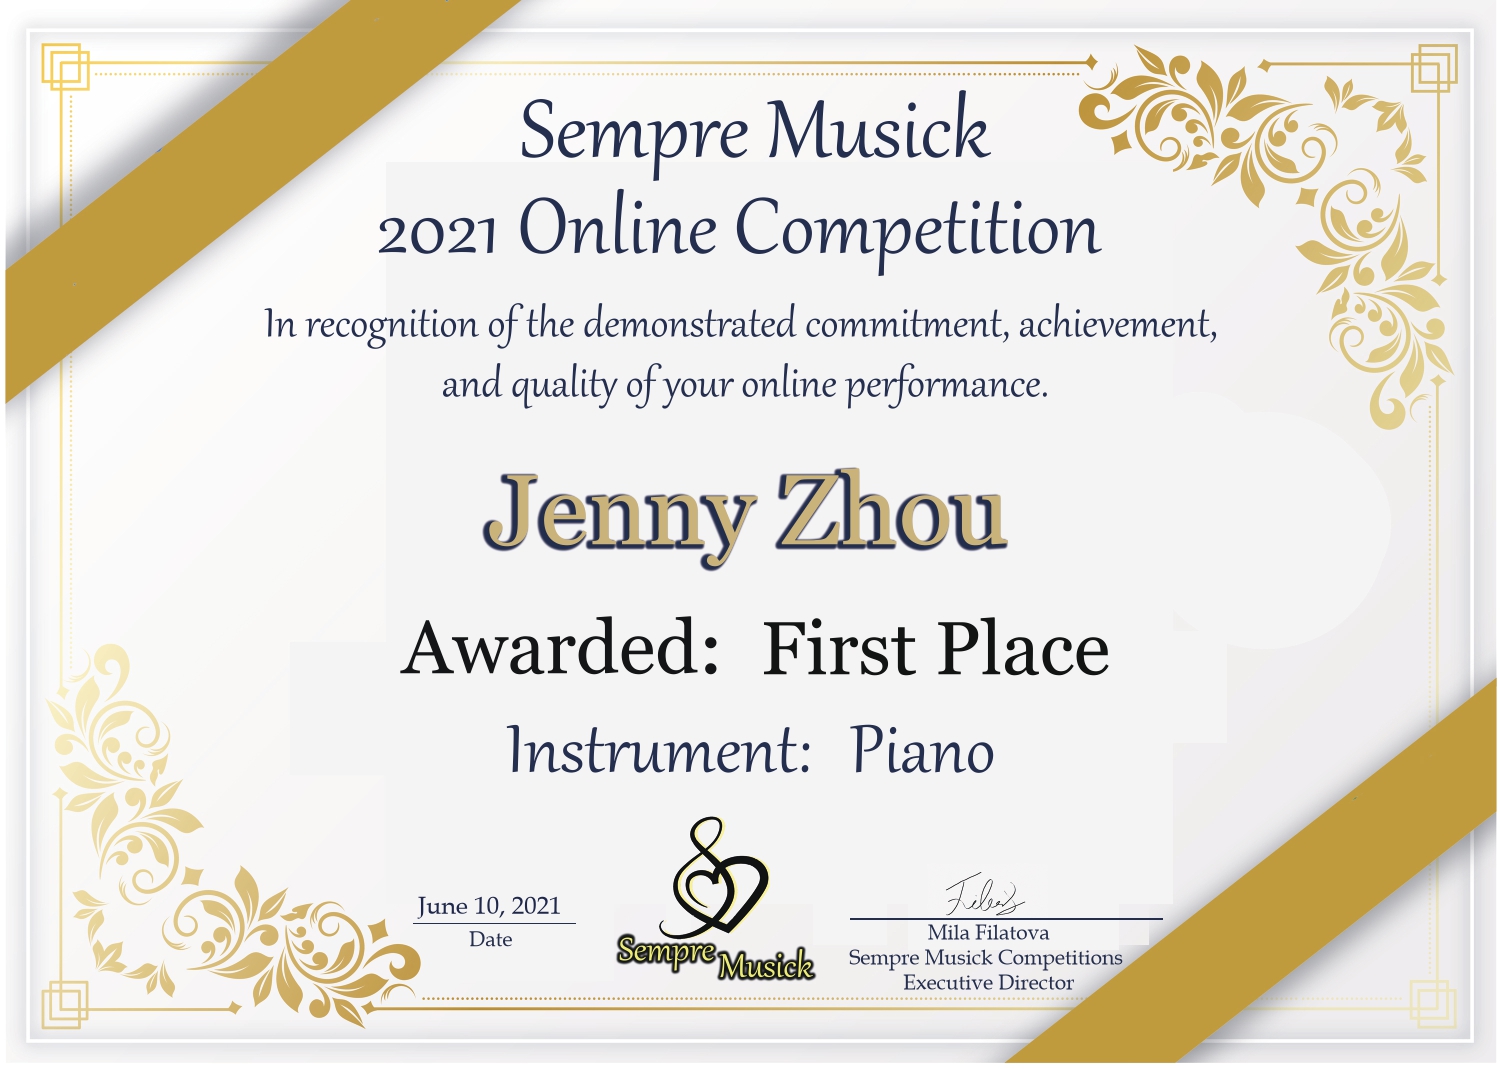 Sempre Musick
2021 Online Competition
In recognition of the demonstrated commitment, achievement,
and quality of your online performance.
Jenny Zhou
Awarded: First Place
Instrument: Piano
June 10, 2021
Date
Sempre Musick
Mila Filatova
Sempre Musick Competitions
Executive Director